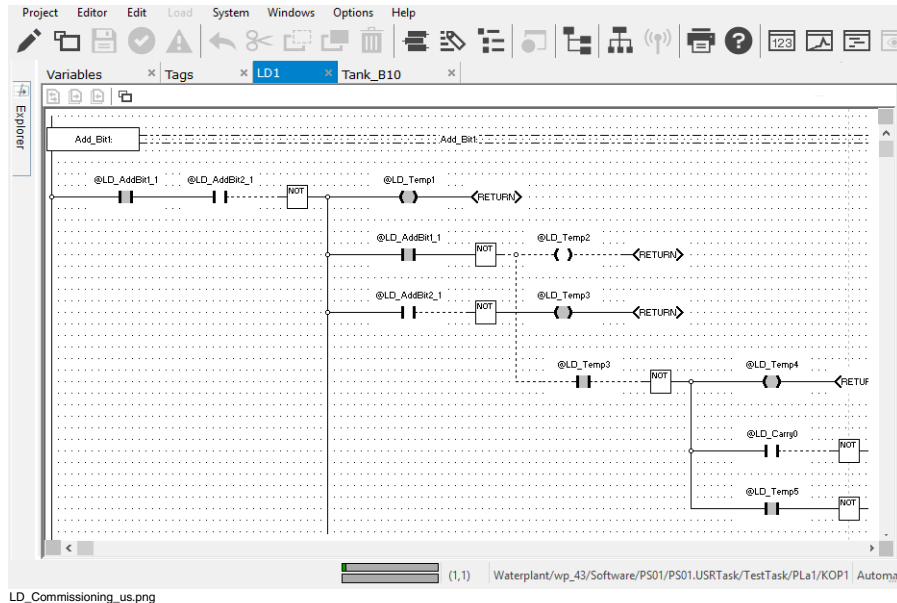 Project Editor Edit Load System Windows Options Help
123
Variables × Tags × LD1 × Tank_B10 ×
Explorer
Add_Bit1: Add_Bit1:
@LD_AddBit1_1 @LD_AddBit2_1 NOT @LD_Temp1 RETURN
@LD_AddBit1_1 NOT @LD_Temp2 RETURN
@LD_AddBit2_1 NOT @LD_Temp3 RETURN
@LD_Temp3 NOT @LD_Temp4 RETUR
@LD_Carry0 NOT
@LD_Temp5 NOT
(1,1) Waterplant/wp_43/Software/PS01/PS01.USRTask/TestTask/PLa1/KOP1 Automa
LD_Commissioning_us.png